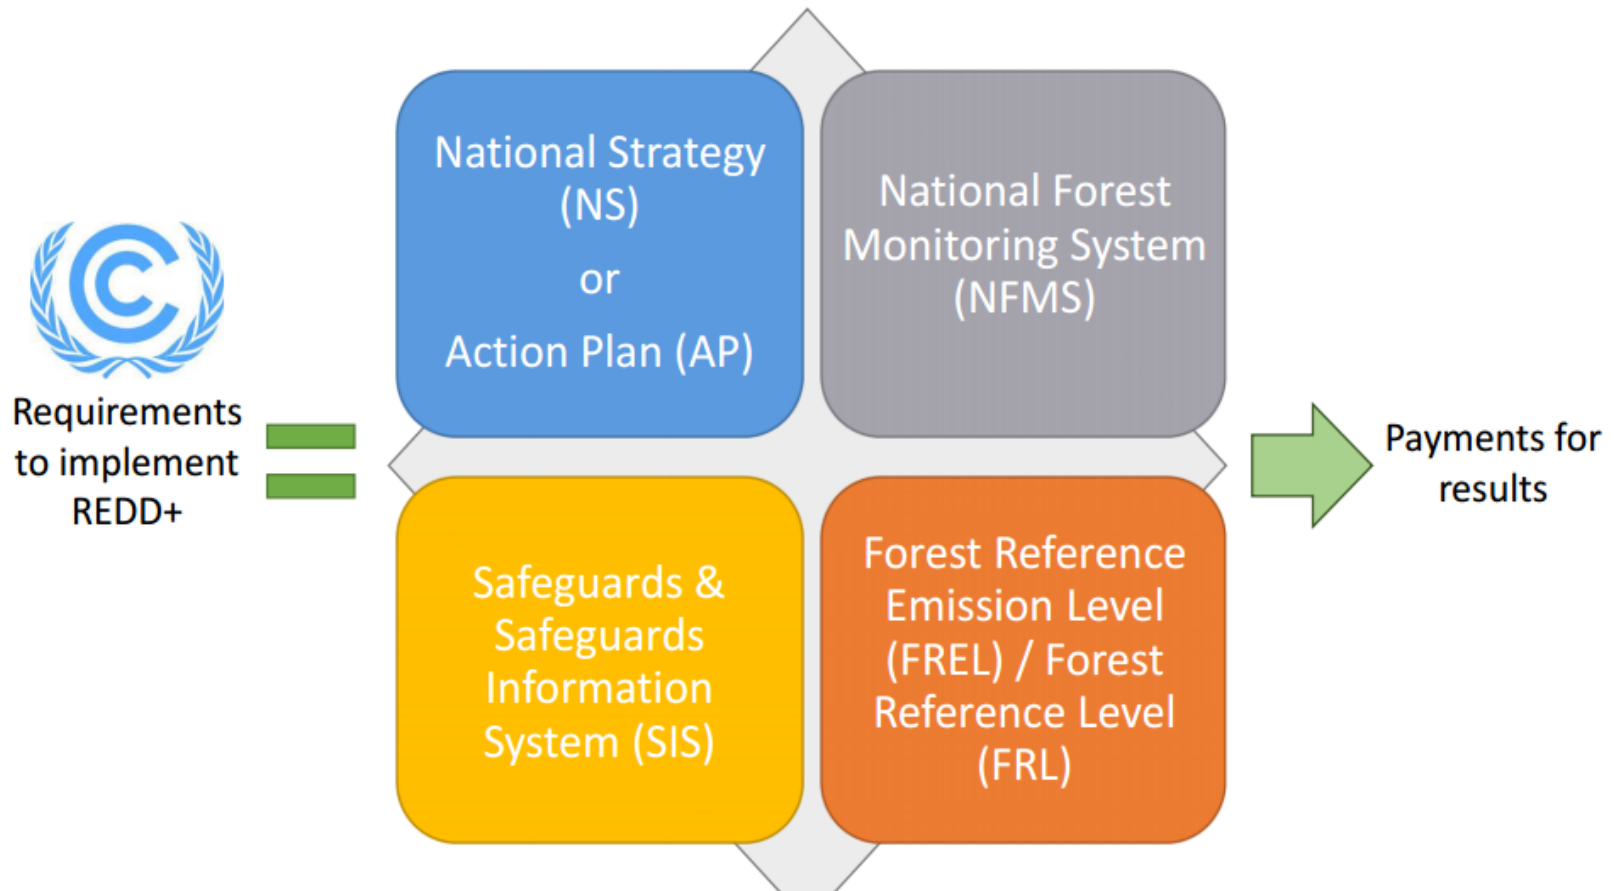 Requirements
to implement
REDD+
National Strategy
(NS)
or
Action Plan (AP)
National Forest
Monitoring System
(NFMS)
Safeguards &
Safeguards
Information
System (SIS)
Forest Reference
Emission Level
(FREL) / Forest
Reference Level
(FRL)
Payments for
results